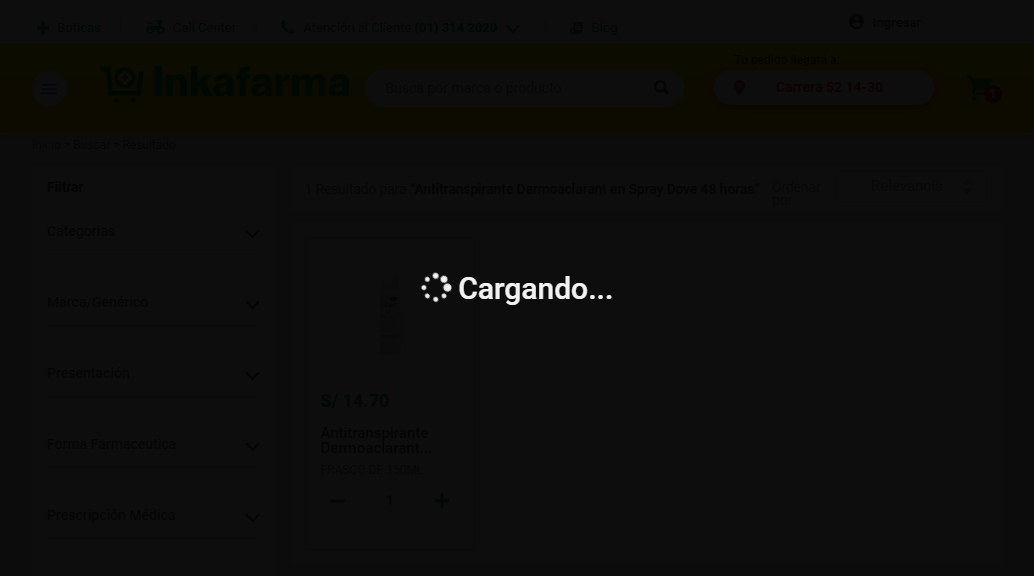 Boticas
Call Center
Atención al Cliente (01) 314 2020
Blog
Ingresar
Inkafarma
Busca por marca o producto
Tu pedido llegará a
Carrera 52 14-30
1
Inicio > Buscar > Resultado
Filtrar
1 Resultado para "Antitranspirante Dermoaclarant en Spray Dove 48 horas"
Ordenar por
Relevancia
Categorías
Marca/Genérico
Cargando...
Presentación
S/ 14.70
Antitranspirante
Dermoaclarant...
Forma Farmaceutica
FRASCO DE 150ML
1
Prescripción Médica